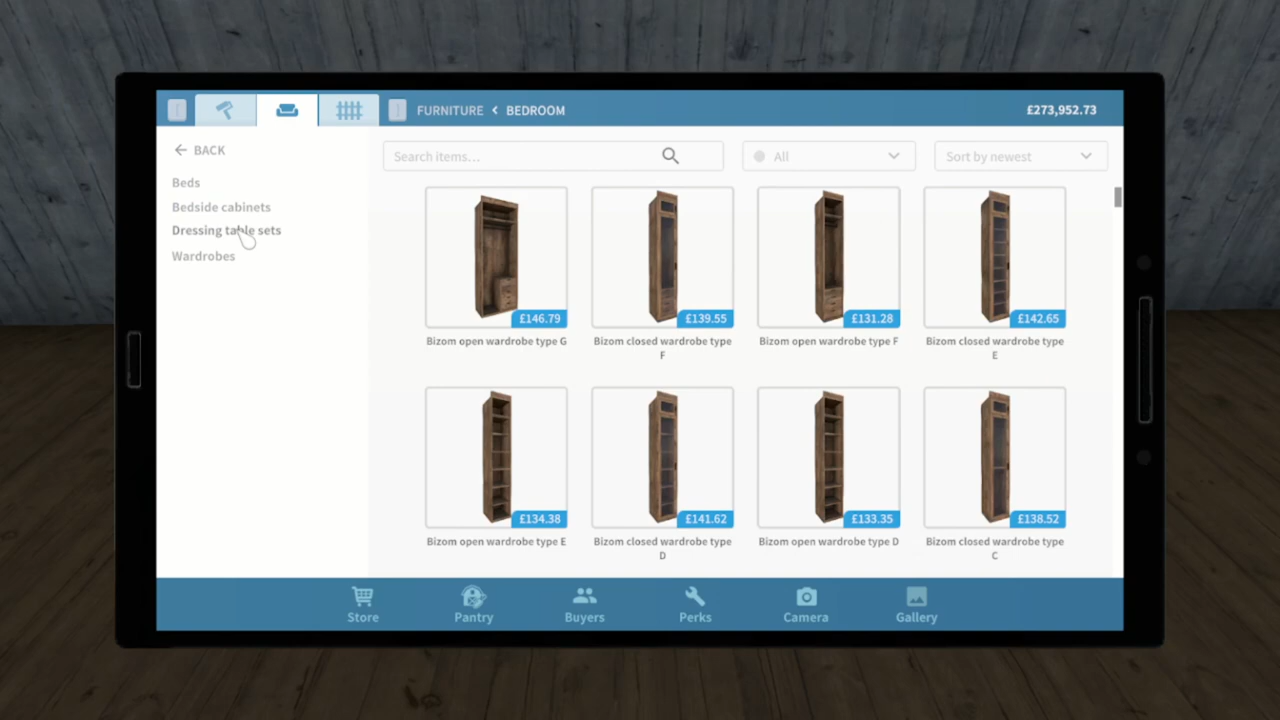 FURNITURE < BEDROOM
£273,952.73
BACK
Search items...
All
Sort by newest
Beds
Bedside cabinets
Dressing table sets
Wardrobes
£146.79
£139.55
£131.28
£142.65
Bizom open wardrobe type G
Bizom closed wardrobe type
F
Bizom open wardrobe type F
Bizom closed wardrobe type
E
£134.38
£141.62
£133.35
£138.52
Bizom open wardrobe type E
Bizom closed wardrobe type
D
Bizom open wardrobe type D
Bizom closed wardrobe type
C
Store
Pantry
Buyers
Perks
Camera
Gallery